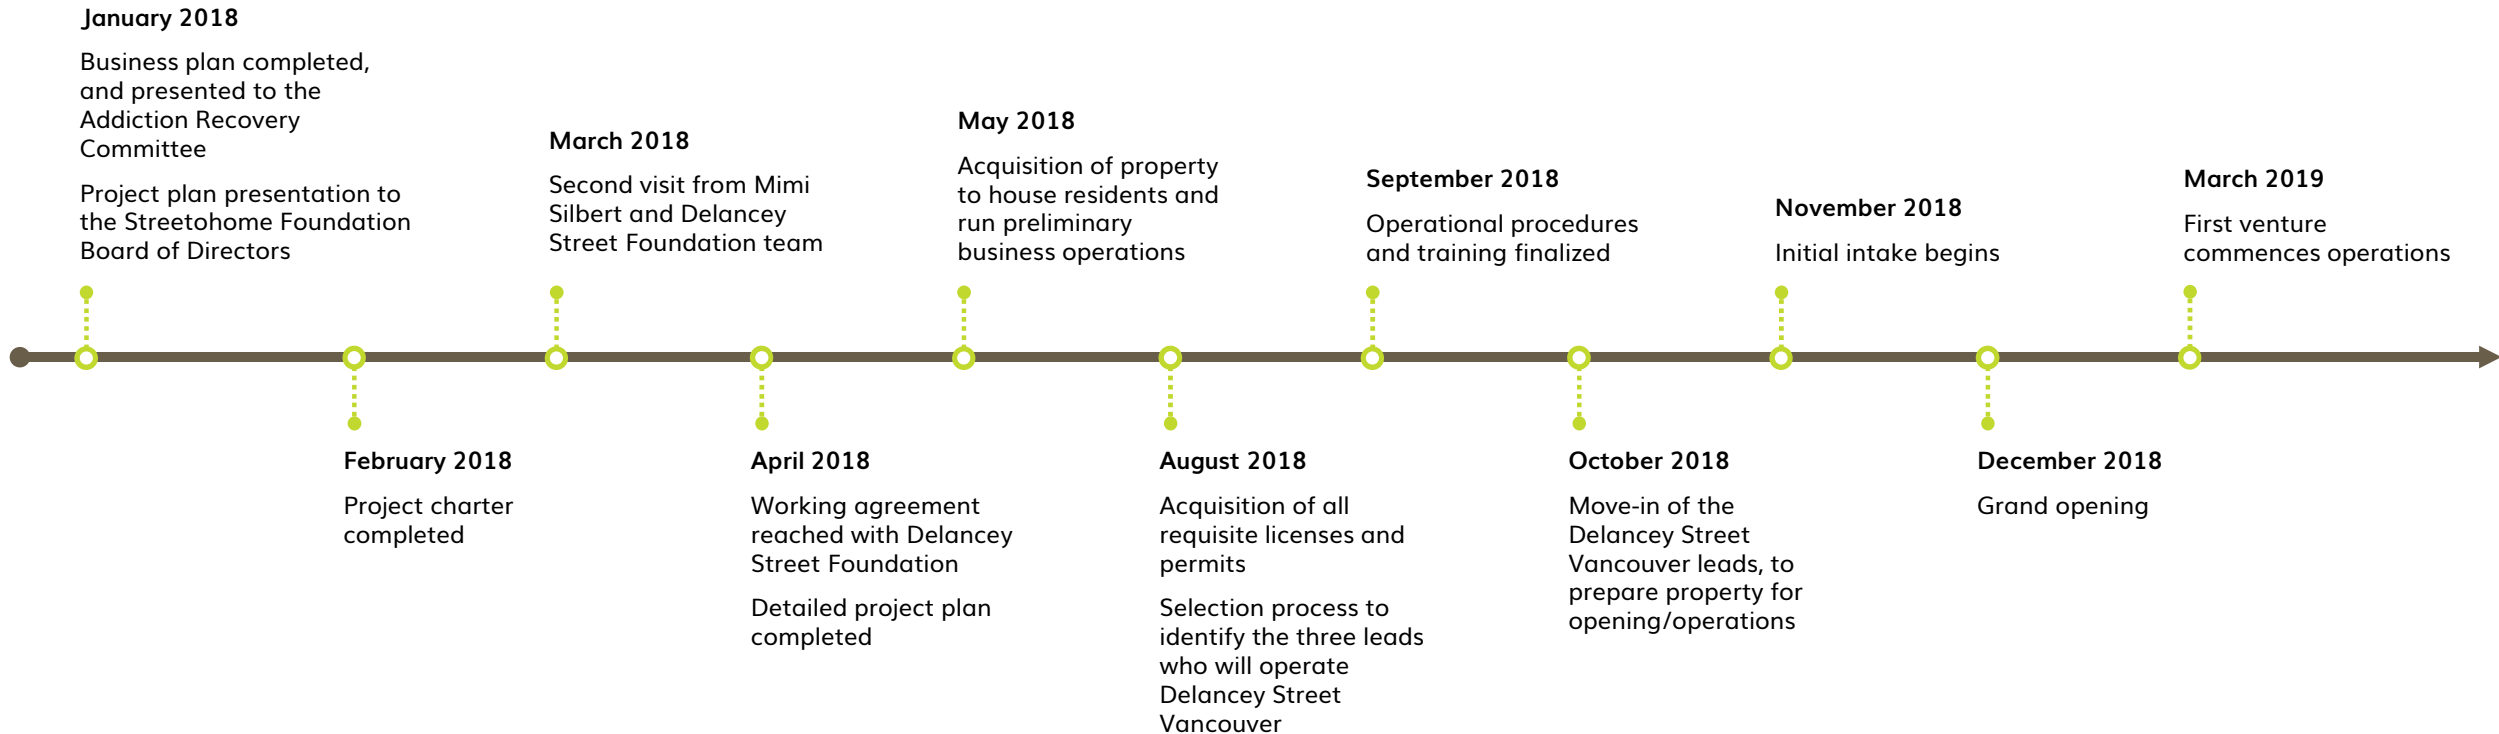 January 2018
Business plan completed,
and presented to the
Addiction Recovery
Committee
Project plan presentation to
the Streetohome Foundation
Board of Directors
February 2018
Project charter
completed
March 2018
Second visit from Mimi
Silbert and Delancey
Street Foundation team
April 2018
Working agreement
reached with Delancey
Street Foundation
Detailed project plan
completed
May 2018
Acquisition of property
to house residents and
run preliminary
business operations
August 2018
Acquisition of all
requisite licenses and
permits
Selection process to
identify the three leads
who will operate
Delancey Street
Vancouver
September 2018
Operational procedures
and training finalized
October 2018
Move-in of the
Delancey Street
Vancouver leads, to
prepare property for
opening/operations
November 2018
Initial intake begins
December 2018
Grand opening
March 2019
First venture
commences operations